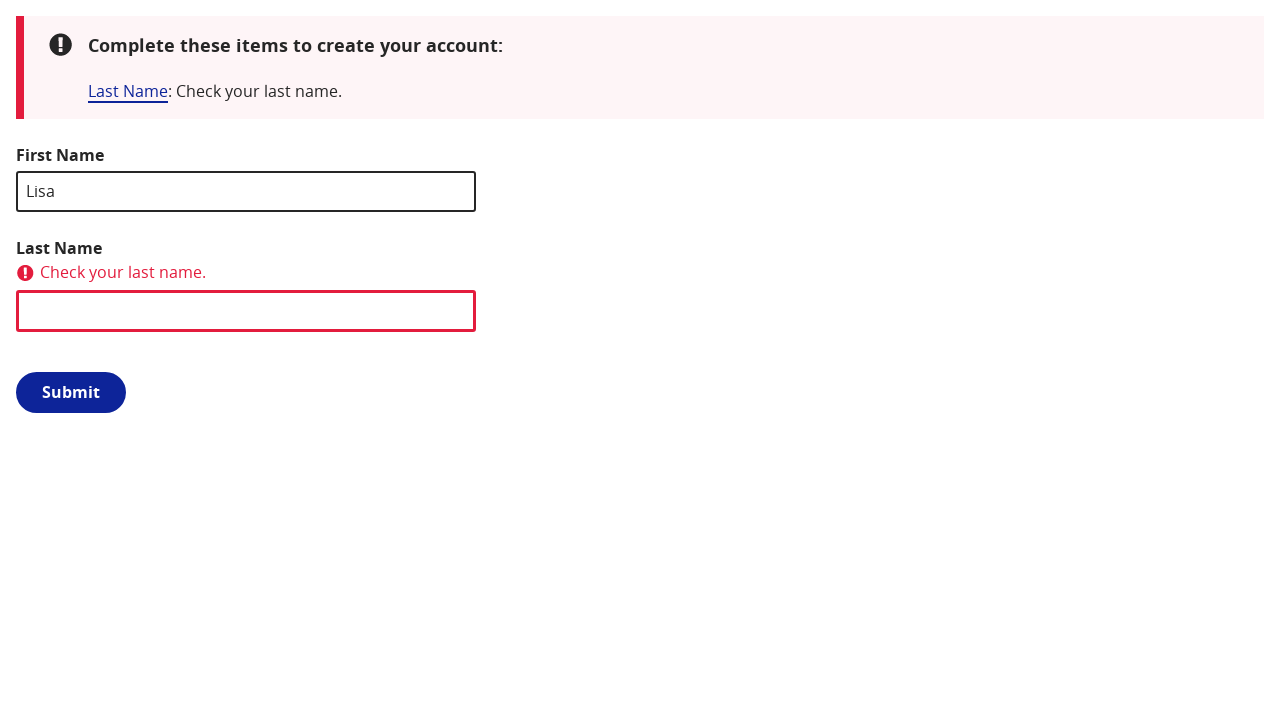 Complete these items to create your account:
Last Name: Check your last name.
First Name
Lisa
Last Name
Check your last name.
Submit